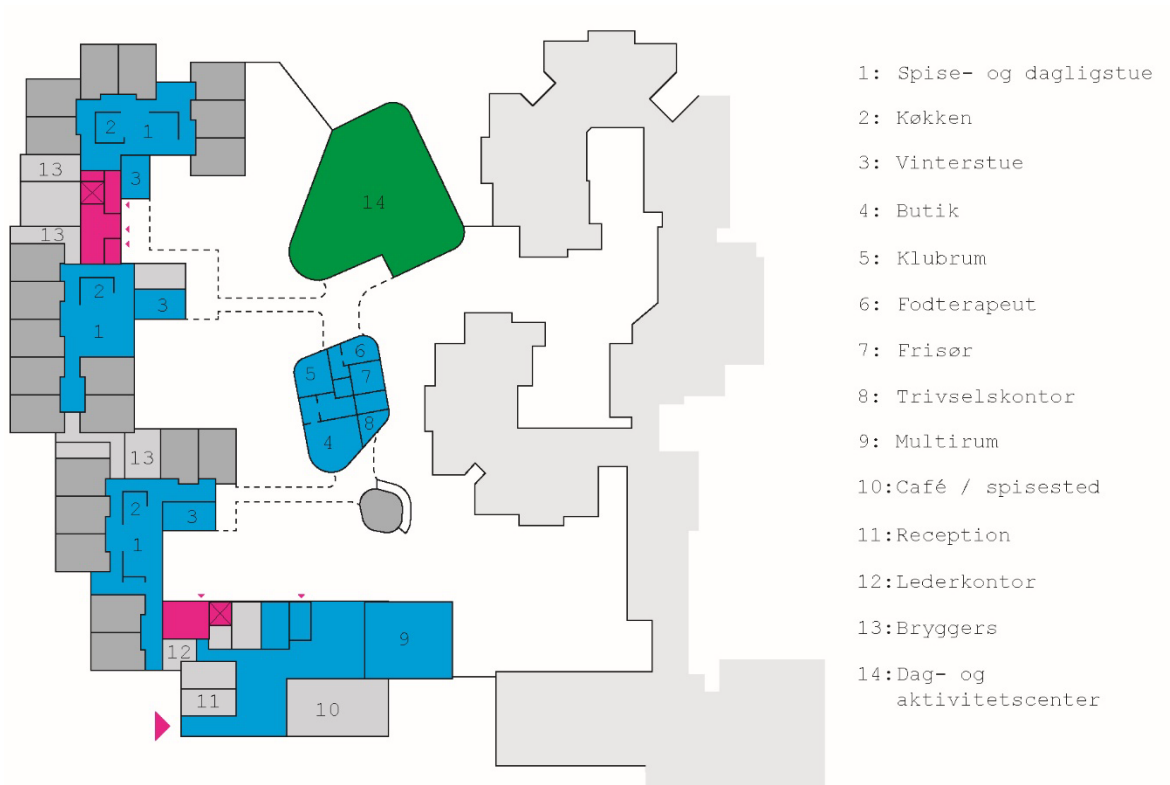 2
1
13
3
13
2
3
1
14
6
5
7
8
4
13
2
3
1
12
9
11
10
1: Spise- og dagligstue
2: Køkken
3: Vinterstue
4: Butik
5: Klubrum
6: Fodterapeut
7: Frisør
8: Trivselskontor
9: Multirum
10:Café / spisested
11:Reception
12:Lederkontor
13:Bryggers
14:Dag- og
aktivitetscenter